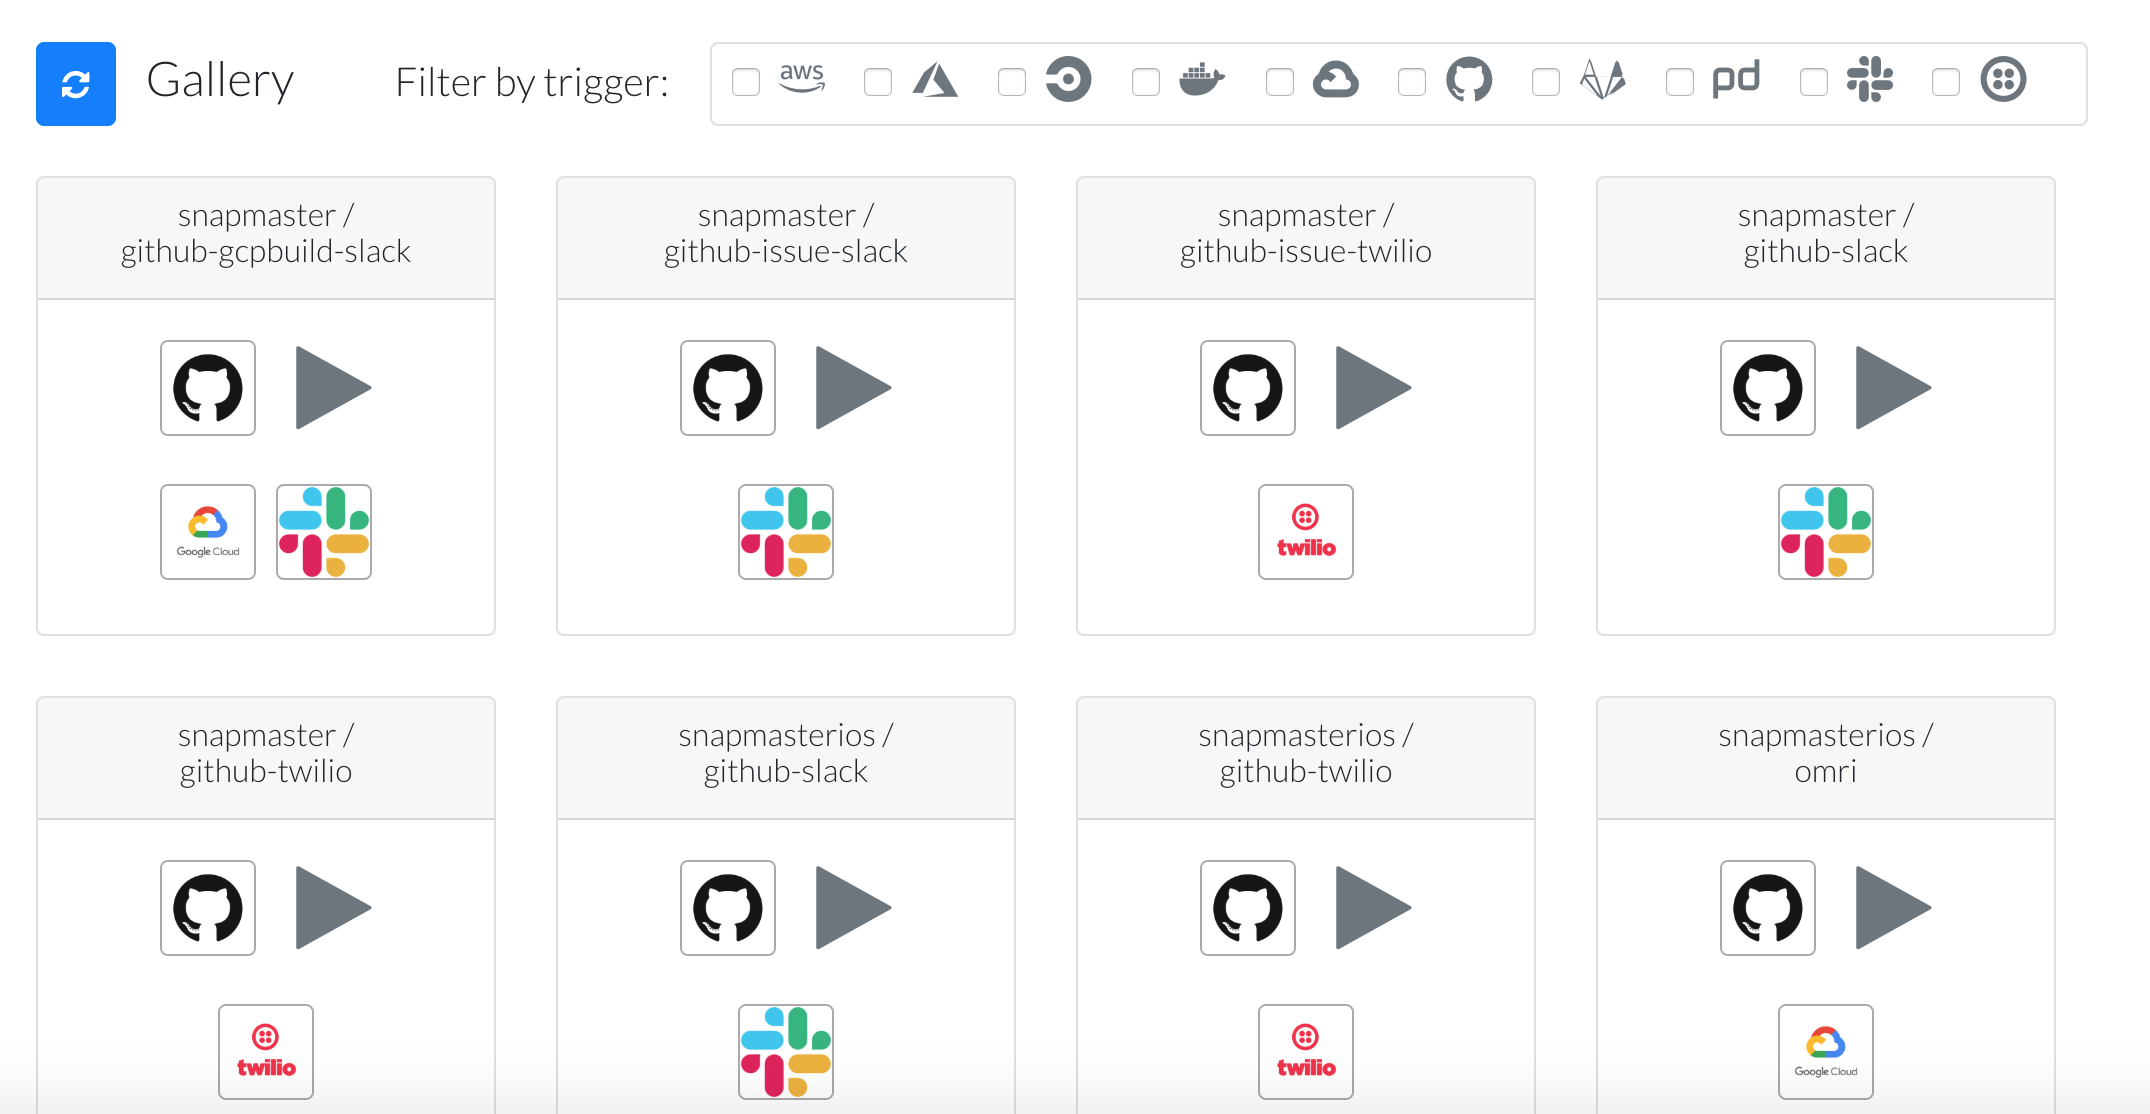 Gallery
Filter by trigger:
aws
pd
snapmaster /
github-gcpbuild-slack
snapmaster /
github-issue-slack
snapmaster /
github-issue-twilio
snapmaster /
github-slack
Google Cloud
twilio
snapmaster /
github-twilio
snapmasterios /
github-slack
snapmasterios /
github-twilio
snapmasterios /
omri
twilio
twilio
Google Cloud